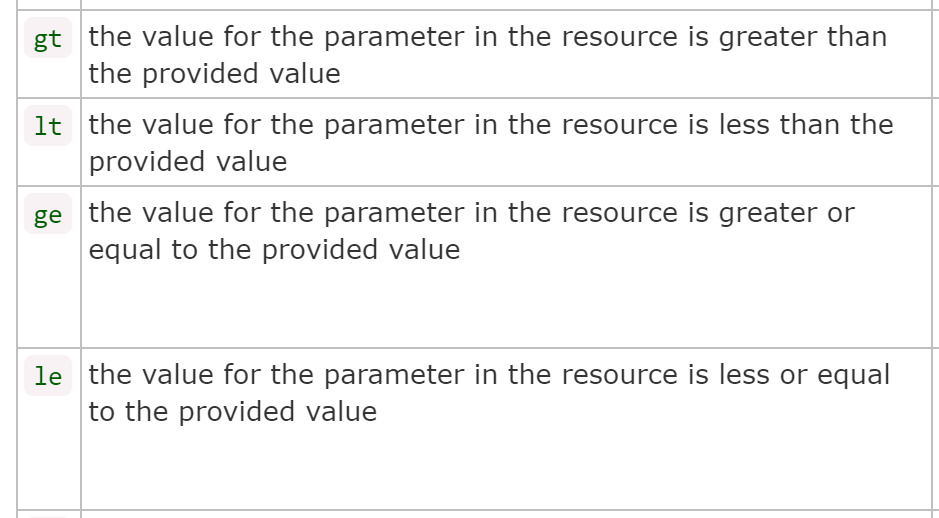 gt the value for the parameter in the resource is greater than
the provided value
lt the value for the parameter in the resource is less than the
provided value
ge the value for the parameter in the resource is greater or
equal to the provided value
le the value for the parameter in the resource is less or equal
to the provided value